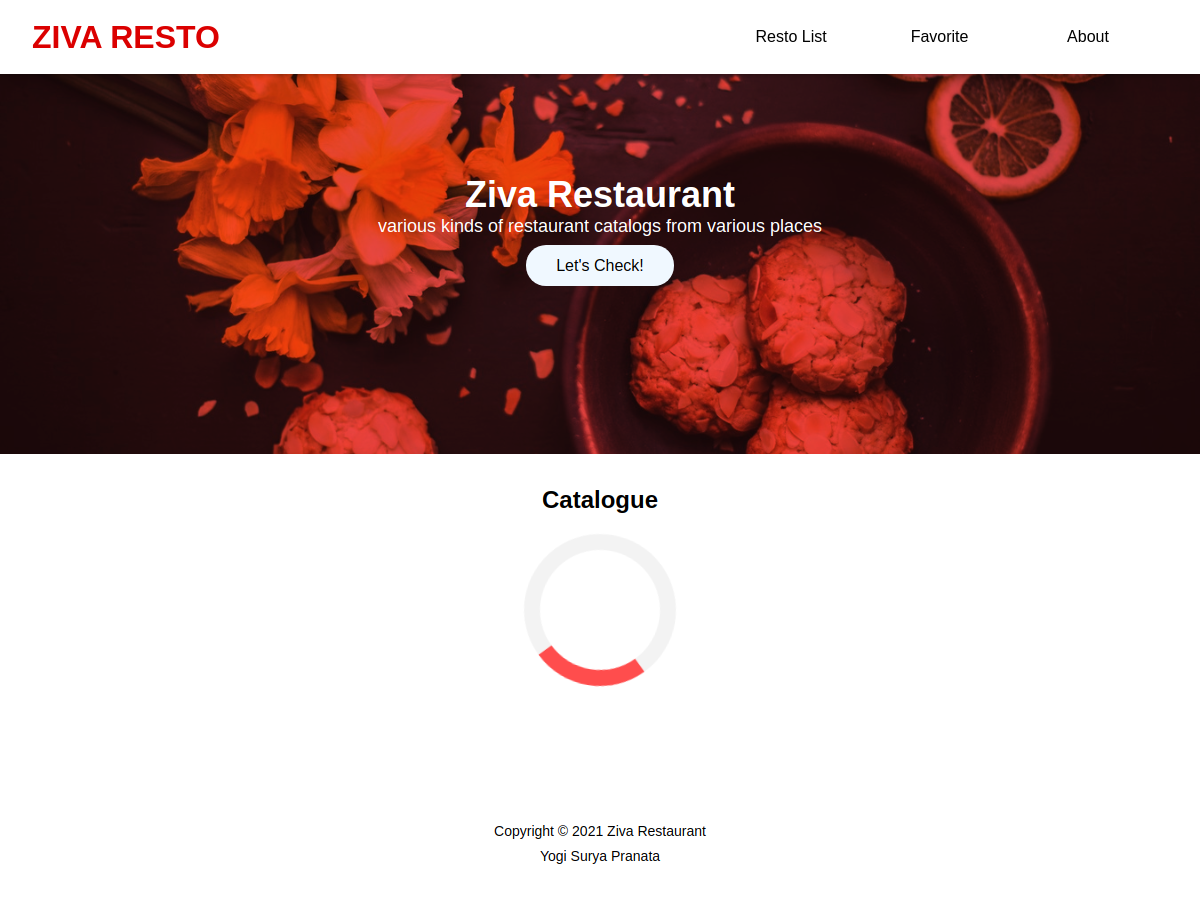 ZIVA RESTO
Resto List
Favorite
About
Ziva Restaurant
various kinds of restaurant catalogs from various places
Let's Check!
Catalogue
Copyright © 2021 Ziva Restaurant
Yogi Surya Pranata